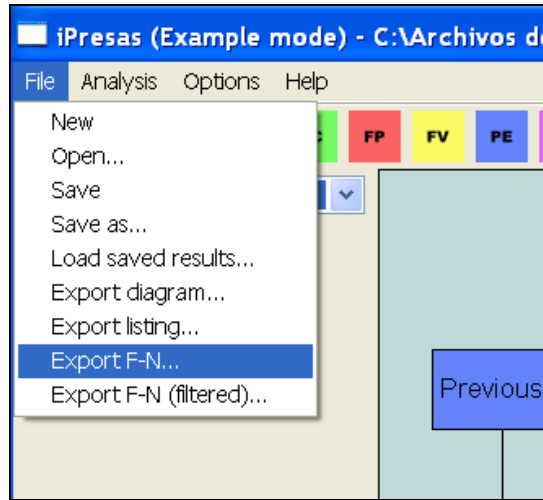 iPresas (Example mode) - C:\Archivos d
File Analysis Options Help
FP FV PE
New
Open...
Save
Save as...
Load saved results...
Export diagram...
Export listing...
Export F-N...
Export F-N (filtered)...
Previous